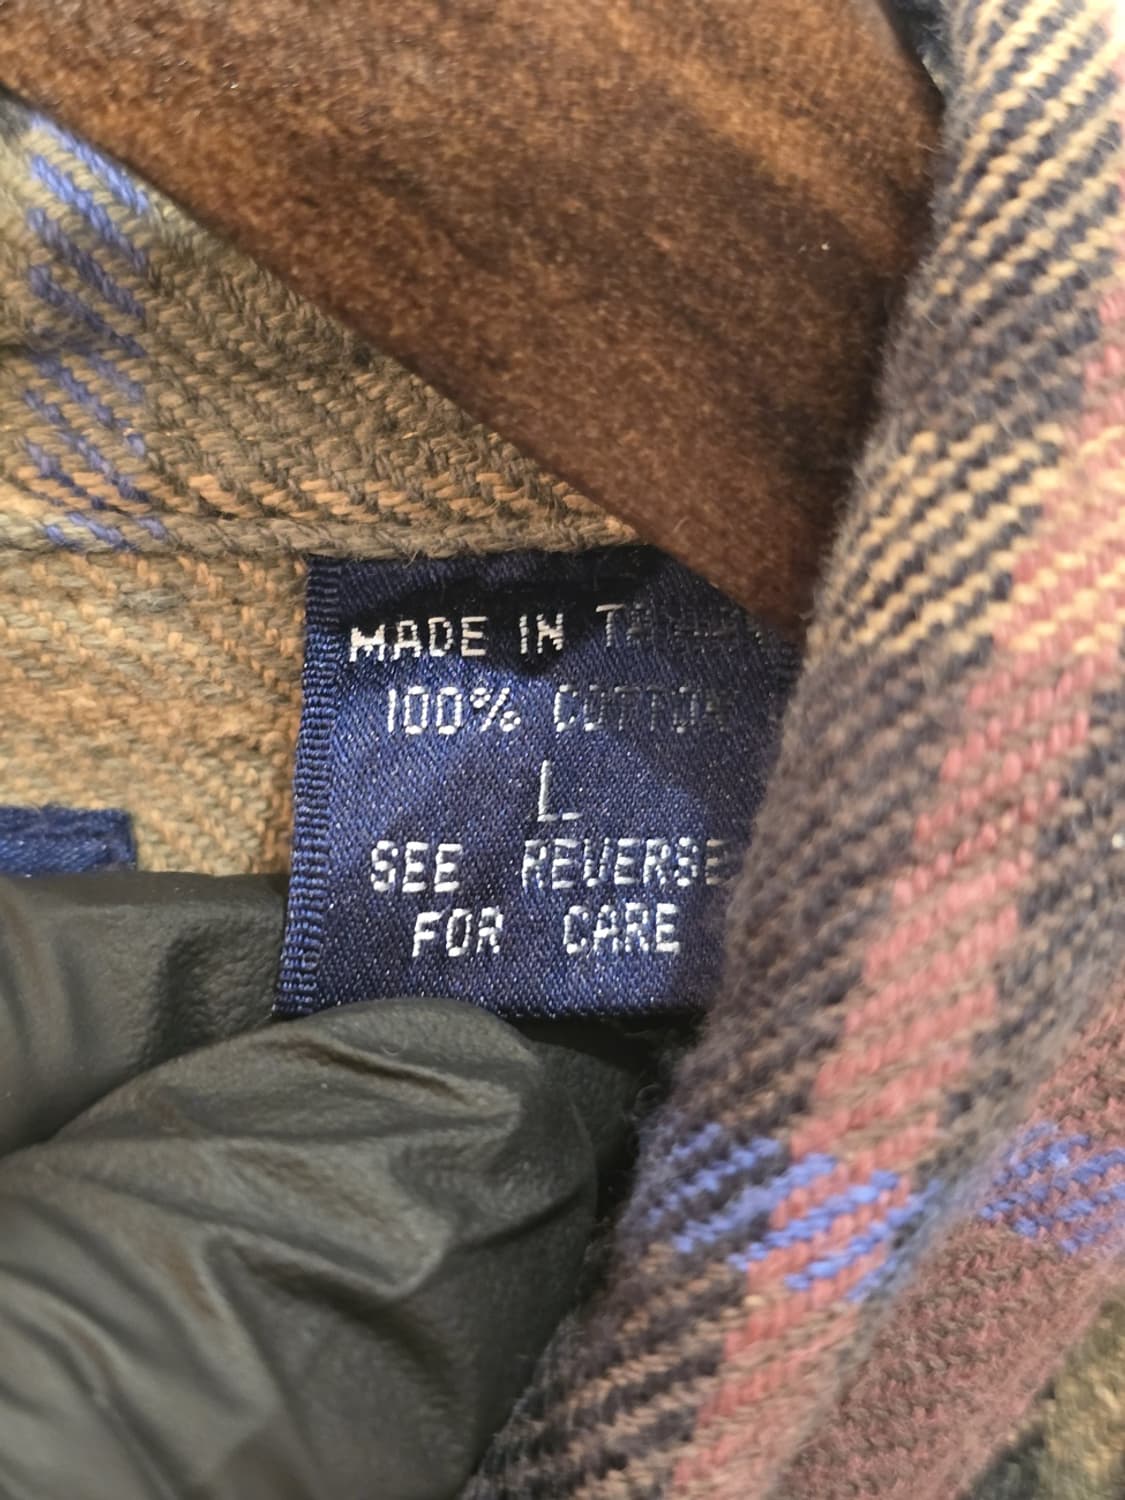 MADE IN
100% COTTON
L
SEE REVERSE
FOR CARE